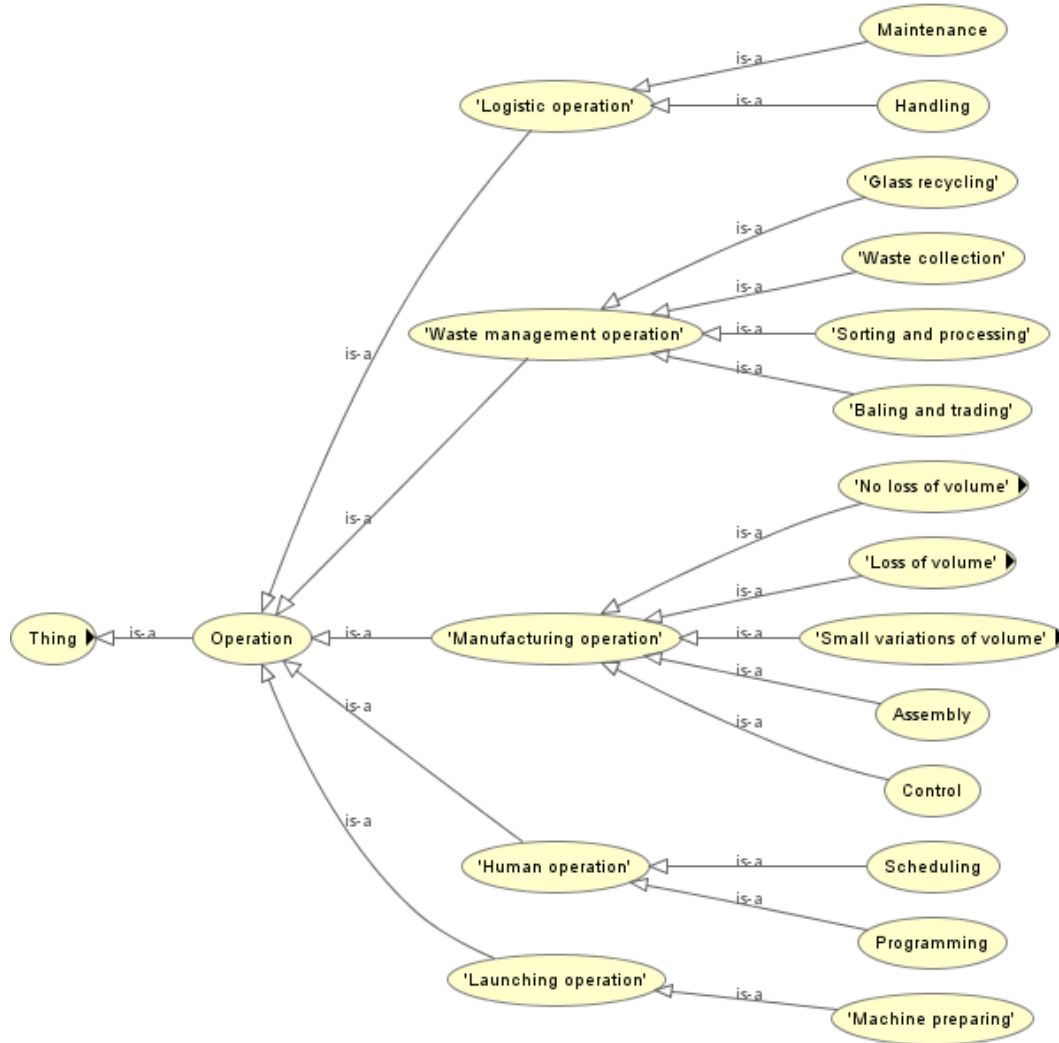 Maintenance
is-a
'Logistic operation'
is-a
Handling
'Glass recycling'
is-a
'Waste collection'
is-a
'Waste management operation'
is-a
'Sorting and processing'
is-a
is-a
'Baling and trading'
'No loss of volume'
is-a
is-a
'Loss of volume'
is-a
Thing
is-a
Operation
is-a
'Manufacturing operation'
is-a
'Small variations of volume'
is-a
Assembly
is-a
is-a
Control
is-a
'Human operation'
is-a
Scheduling
is-a
Programming
'Launching operation'
is-a
'Machine preparing'